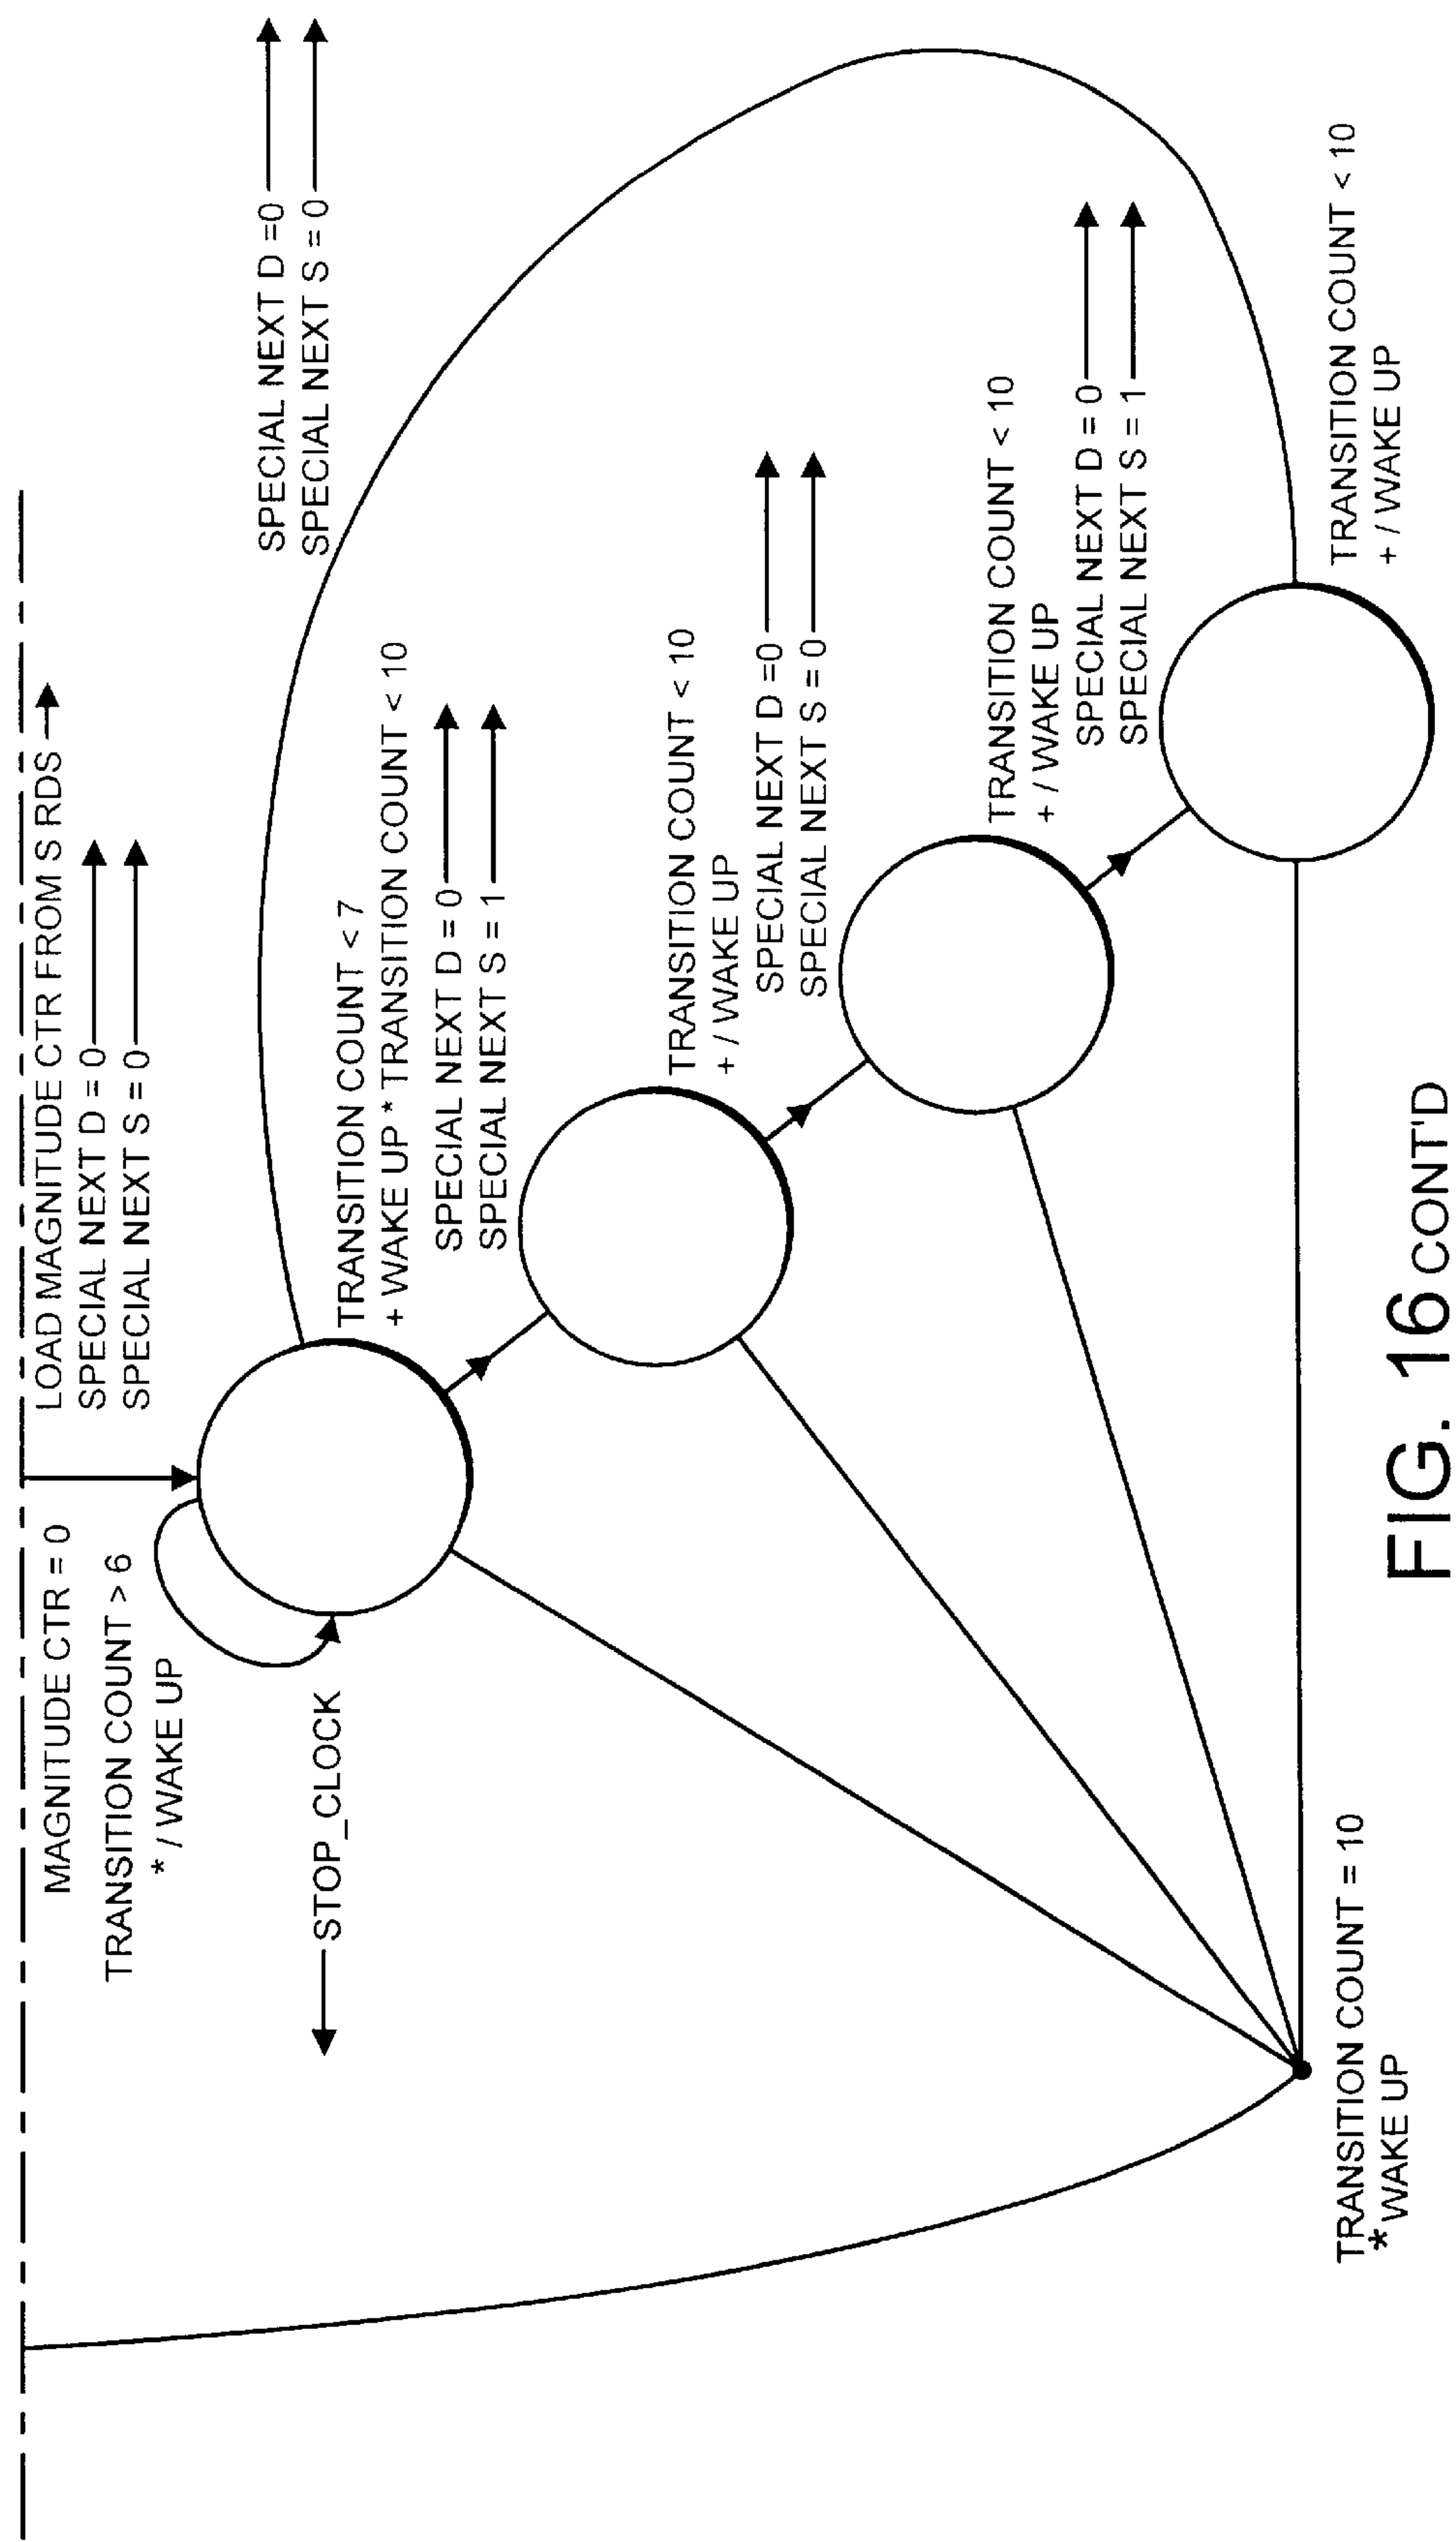 LOAD MAGNITUDE CTR FROM S RDS
SPECIAL NEXT D = 0
SPECIAL NEXT S = 0
MAGNITUDE CTR = 0
TRANSITION COUNT > 6
* / WAKE UP
STOP_CLOCK
SPECIAL NEXT D =0
SPECIAL NEXT S = 0
TRANSITION COUNT < 7
+ WAKE UP * TRANSITION COUNT < 10
SPECIAL NEXT D = 0
SPECIAL NEXT S = 1
TRANSITION COUNT < 10
+ / WAKE UP
SPECIAL NEXT D =0
SPECIAL NEXT S = 0
TRANSITION COUNT < 10
+ / WAKE UP
SPECIAL NEXT D = 0
SPECIAL NEXT S = 1
TRANSITION COUNT < 10
+ / WAKE UP
TRANSITION COUNT = 10
* WAKE UP
FIG. 16 CONT'D